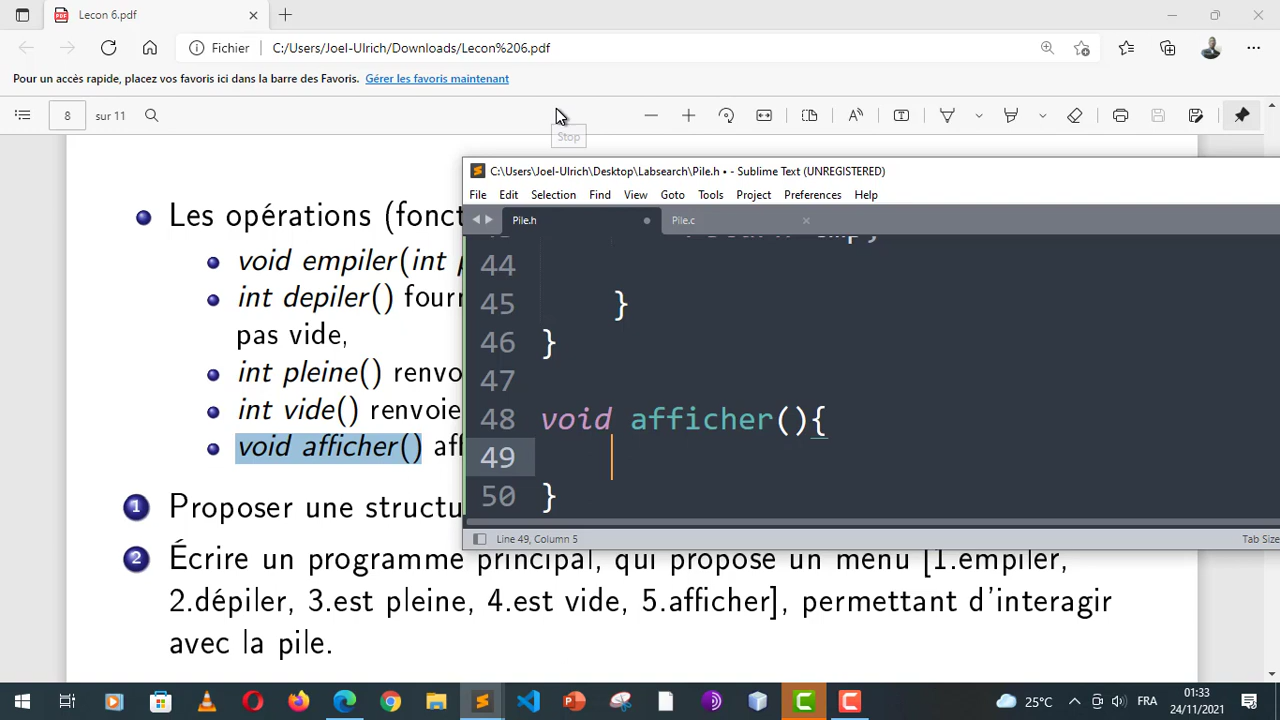 Lecon 6.pdf
Fichier C:/Users/Joel-Ulrich/Downloads/Lecon%206.pdf
Pour un accès rapide, placez vos favoris ici dans la barre des Favoris. Gérer les favoris maintenant
8 sur 11
Stop
Les opérations (fonct
void empiler(int p
int depiler() fourn
pas vide,
int pleine() renvo
int vide() renvoie
void afficher() aff
1 Proposer une structu
2 Écrire un programme principal, qui propose un menu [1.empiler,
2.dépiler, 3.est pleine, 4.est vide, 5.afficher], permettant d'interagir
avec la pile.
C:\Users\Joel-Ulrich\Desktop\Labsearch\Pile.h • - Sublime Text (UNREGISTERED)
File Edit Selection Find View Goto Tools Project Preferences Help
Pile.h Pile.c
44
45 }
46 }
47
48 void afficher(){
49
50 }
Line 49, Column 5 Tab Size
25°C FRA 01:33
24/11/2021